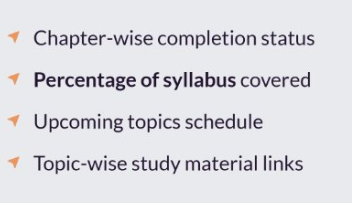 Chapter-wise completion status
Percentage of syllabus covered
Upcoming topics schedule
Topic-wise study material links